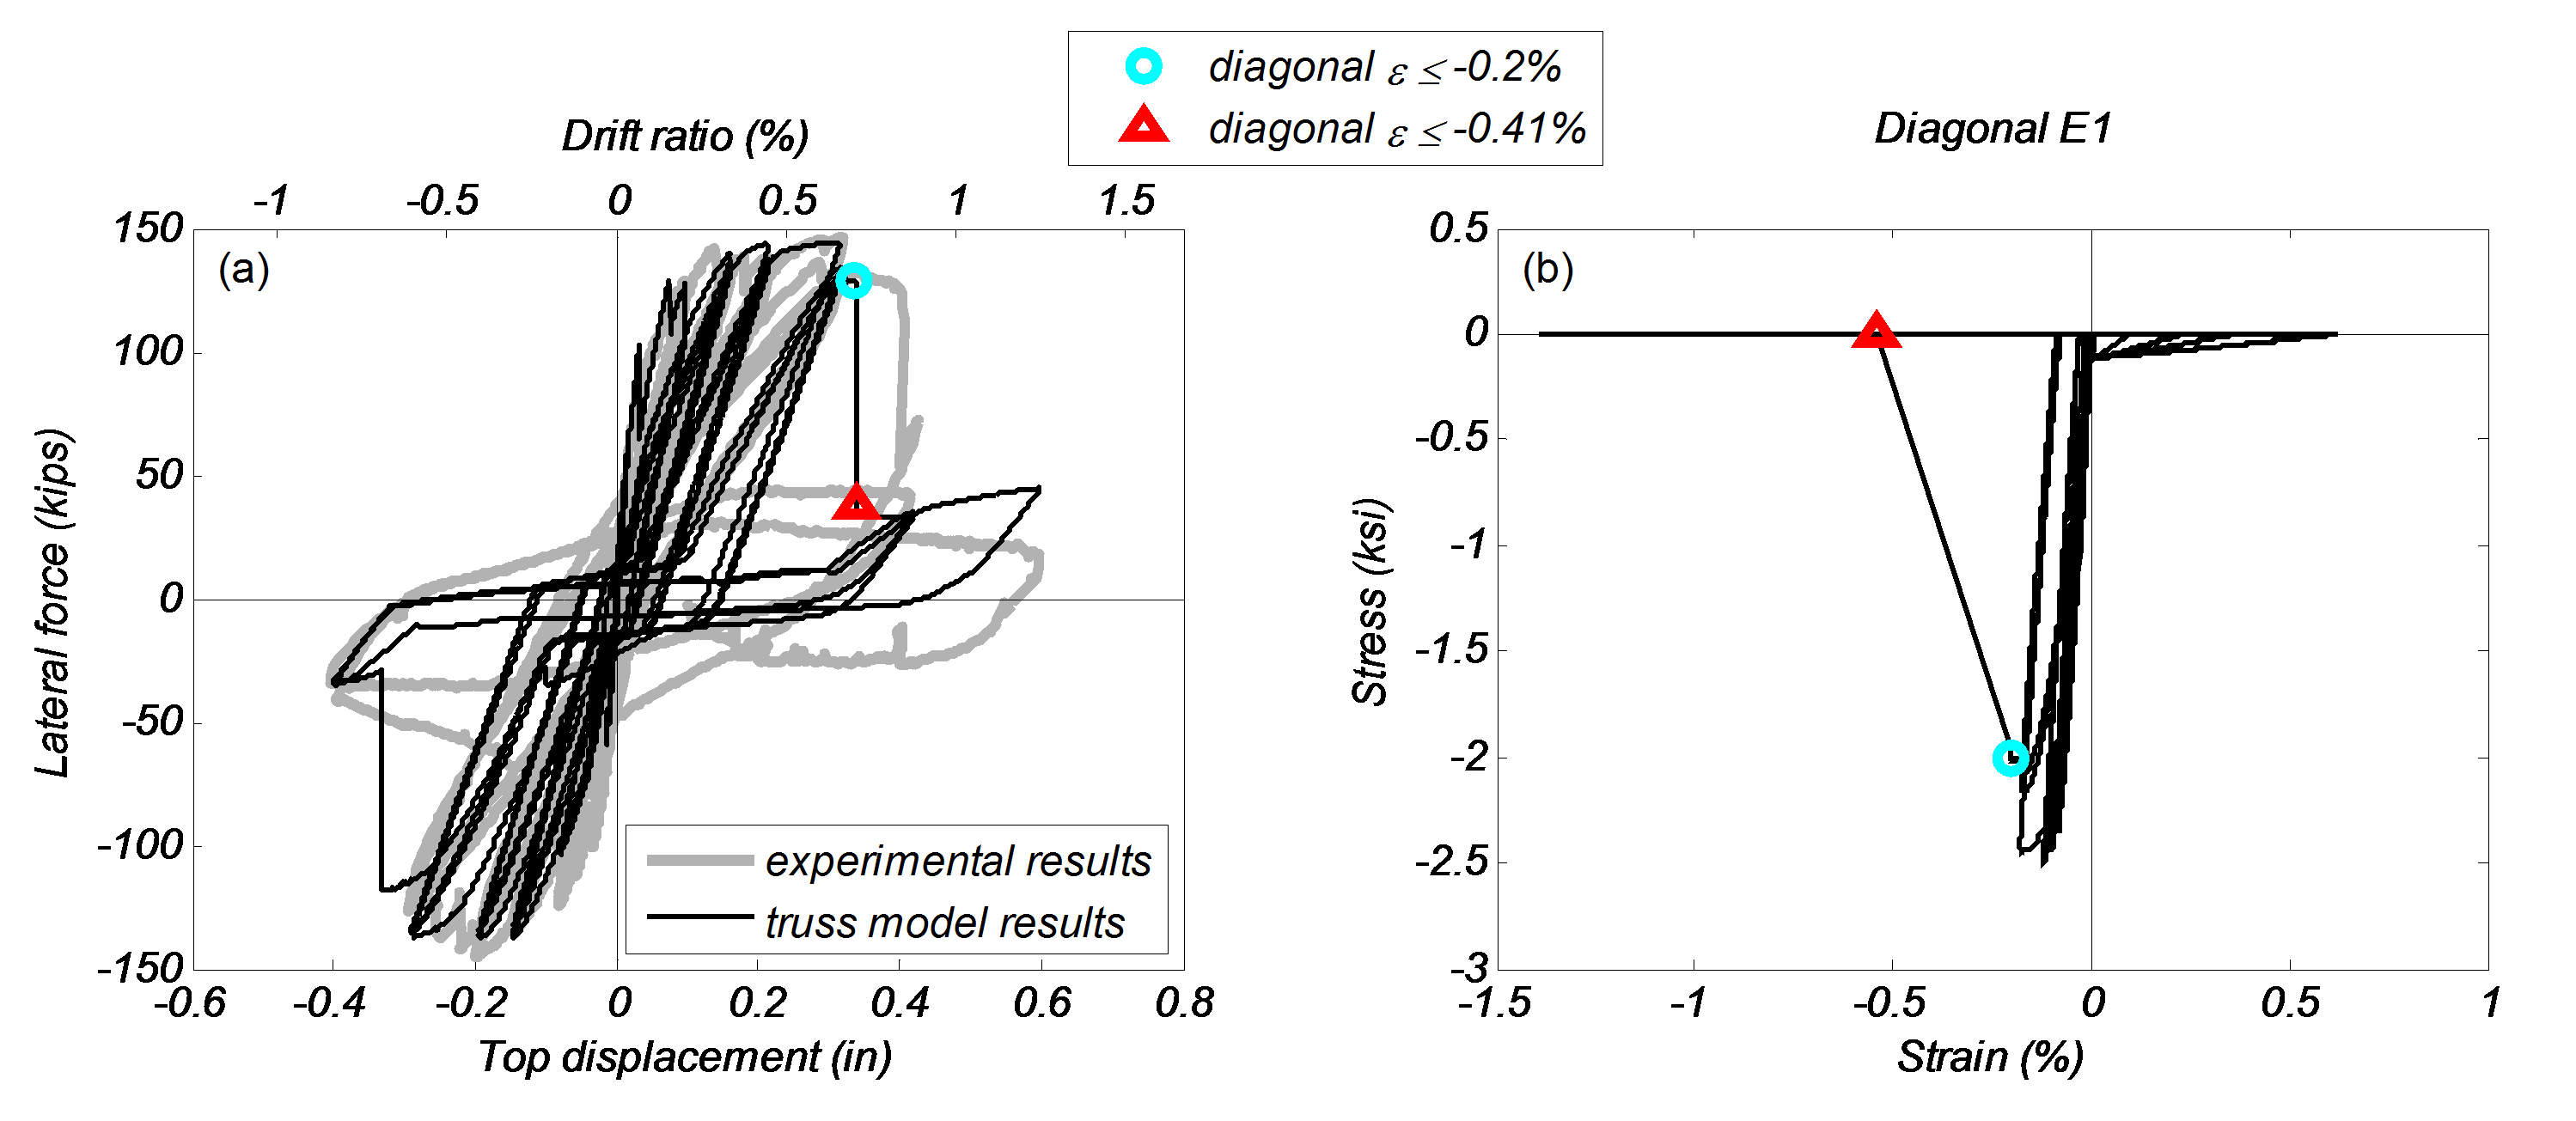 diagonal ε ≤ -0.2%
diagonal ε ≤ -0.41%
Drift ratio (%)
-1 -0.5 0 0.5 1 1.5
(a)
150
100
50
0
-50
-100
-150
Lateral force (kips)
experimental results
truss model results
-0.6 -0.4 -0.2 0 0.2 0.4 0.6 0.8
Top displacement (in)
Diagonal E1
(b)
0.5
0
-0.5
-1
-1.5
-2
-2.5
-3
Stress (ksi)
-1.5 -1 -0.5 0 0.5 1
Strain (%)